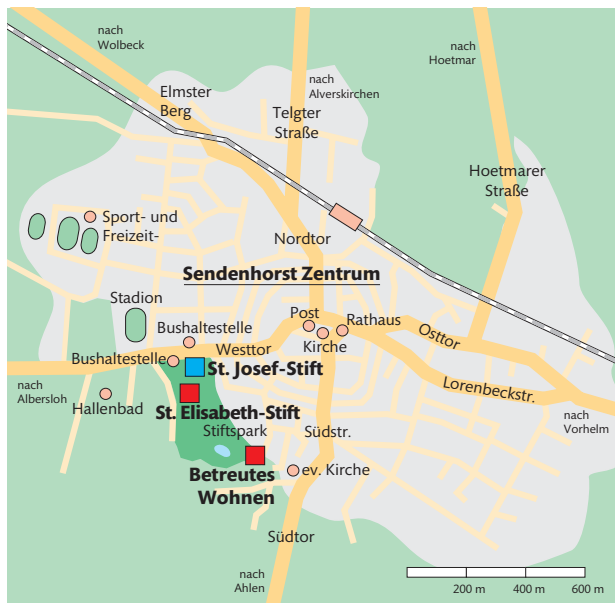 nach
Wolbeck
nach
Hoetmar
nach
Alverskirchen
Elmster
Berg
Telgter
Straße
Hoetmarer
Straße
Sport- und
Freizeit-
Nordtor
Sendenhorst Zentrum
Stadion
Post
Rathaus
Bushaltestelle
Kirche
Osttor
Westtor
Bushaltestelle
St. Josef-Stift
nach
Albersloh
Hallenbad
Lorenbeckstr.
St. Elisabeth-Stift
nach
Vorhelm
Stiftspark
Südstr.
Betreutes
Wohnen
ev. Kirche
Südtor
nach
Ahlen
200 m
400 m
600 m